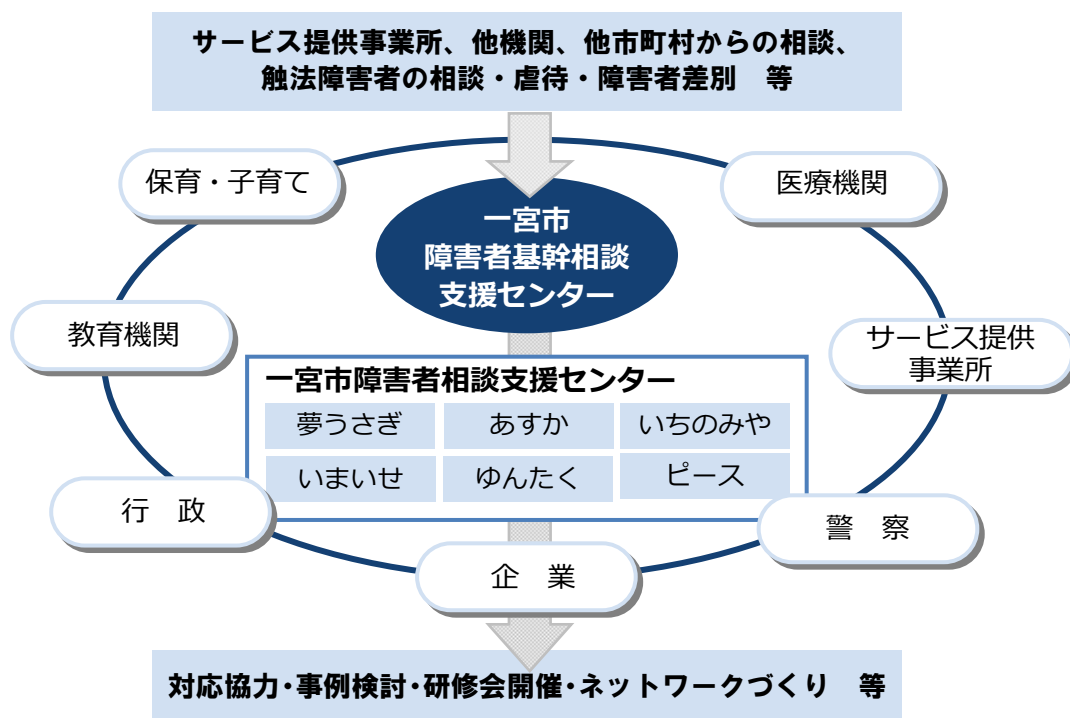 サービス提供事業所、他機関、他市町村からの相談、
触法障害者の相談・虐待・障害者差別　等
保育・子育て
医療機関
一宮市
障害者基幹相談
支援センター
教育機関
サービス提供
事業所
一宮市障害者相談支援センター
夢うさぎ
あすか
いちのみや
いまいせ
ゆんたく
ピース
行　政
警　察
企　業
対応協力・事例検討・研修会開催・ネットワークづくり　等